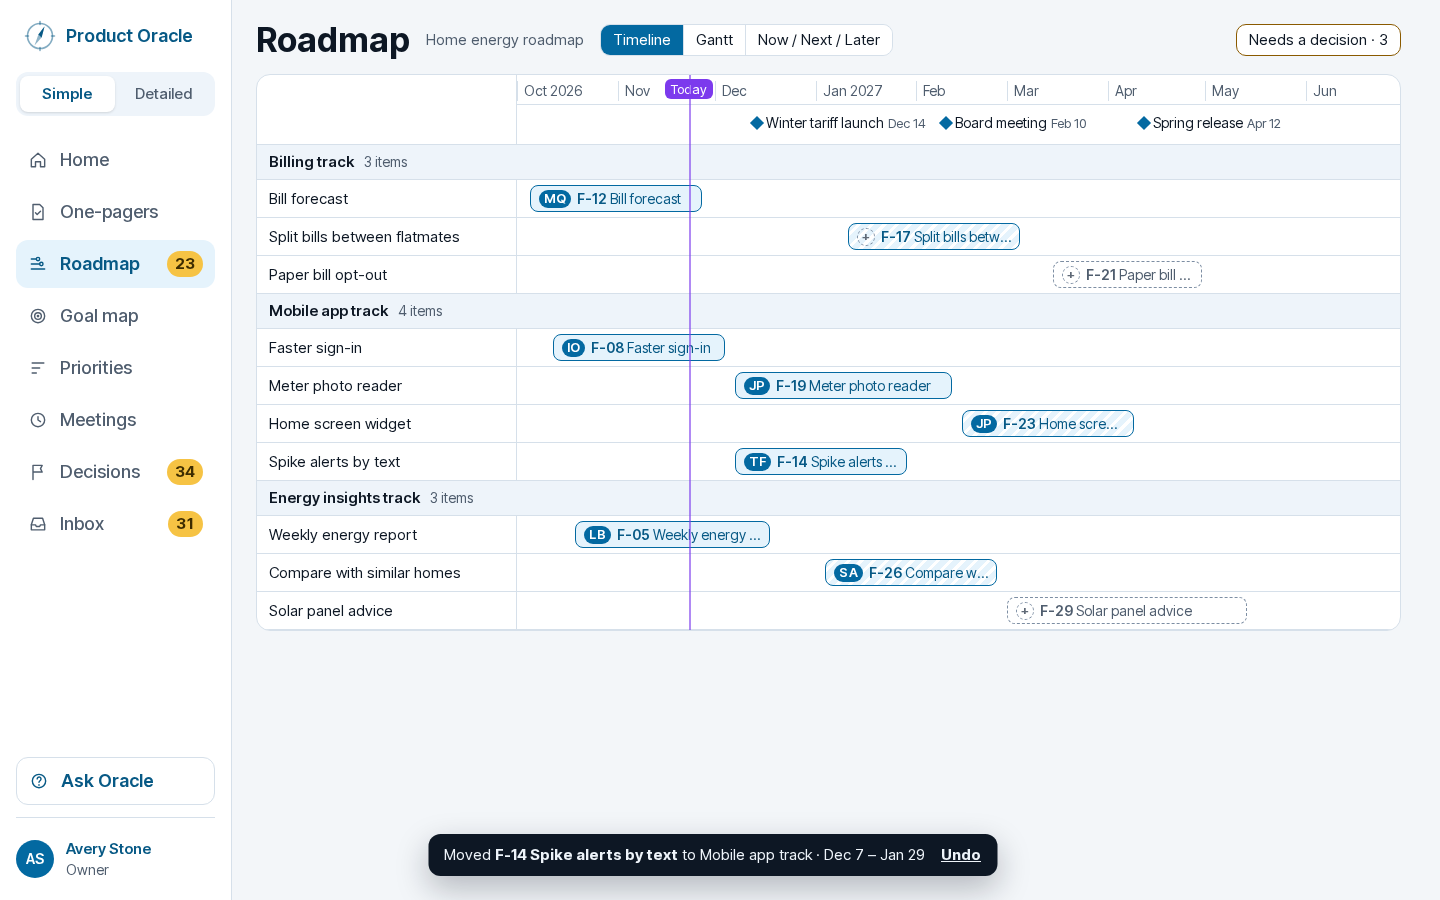 Product Oracle
Simple Detailed
Home
One-pagers
Roadmap 23
Goal map
Priorities
Meetings
Decisions 34
Inbox 31
Ask Oracle
AS Avery Stone
Owner
Roadmap Home energy roadmap Timeline Gantt Now / Next / Later Needs a decision · 3
Oct 2026 Nov Today Dec Jan 2027 Feb Mar Apr May Jun
Winter tariff launch Dec 14 Board meeting Feb 10 Spring release Apr 12
Billing track 3 items
Bill forecast MQ F-12 Bill forecast
Split bills between flatmates + F-17 Split bills betw...
Paper bill opt-out + F-21 Paper bill ...
Mobile app track 4 items
Faster sign-in IO F-08 Faster sign-in
Meter photo reader JP F-19 Meter photo reader
Home screen widget JP F-23 Home scre...
Spike alerts by text TF F-14 Spike alerts ...
Energy insights track 3 items
Weekly energy report LB F-05 Weekly energy ...
Compare with similar homes SA F-26 Compare w...
Solar panel advice + F-29 Solar panel advice
Moved F-14 Spike alerts by text to Mobile app track · Dec 7 – Jan 29 Undo